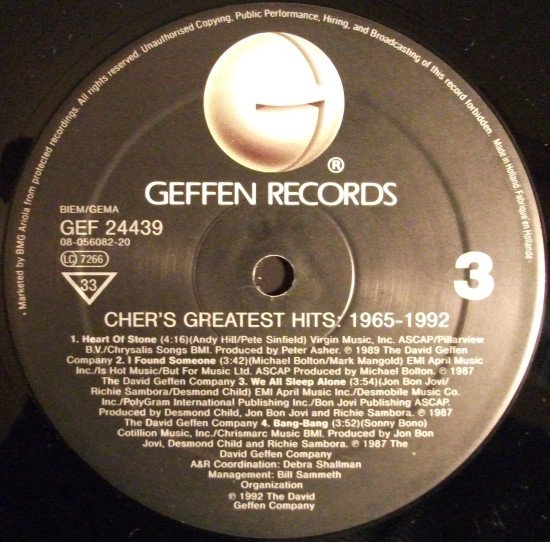 Marketed by BMG Ariola from protected recordings. All rights reserved. Unauthorised Copying, Public Performance, Hiring, and Broadcasting of this record forbidden. Made in Holland. Fabriqué en Hollande.
®
GEFFEN RECORDS
BIEM/GEMA
GEF 24439
08-056082-20
LC 7266
33
3
CHER'S GREATEST HITS: 1965-1992
1. Heart Of Stone (4:16)(Andy Hill/Pete Sinfield) Virgin Music, Inc. ASCAP/Pillarview
B.V./Chrysalis Songs BMI. Produced by Peter Asher. ℗ 1989 The David Geffen
Company 2. I Found Someone (3:42)(Michael Bolton/Mark Mangold) EMI April Music
Inc./Is Hot Music/But For Music Ltd. ASCAP Produced by Michael Bolton. ℗ 1987
The David Geffen Company 3. We All Sleep Alone (3:54)(Jon Bon Jovi/
Richie Sambora/Desmond Child) EMI April Music Inc./Desmobile Music Co.
Inc./PolyGram International Publishing Inc./Bon Jovi Publishing ASCAP.
Produced by Desmond Child, Jon Bon Jovi and Richie Sambora. ℗ 1987
The David Geffen Company 4. Bang-Bang (3:52)(Sonny Bono)
Cotillion Music, Inc./Chrismarc Music BMI. Produced by Jon Bon
Jovi, Desmond Child and Richie Sambora. ℗ 1987 The
David Geffen Company
A&R Coordination: Debra Shallman
Management: Bill Sammeth
Organization
℗ 1992 The David
Geffen Company